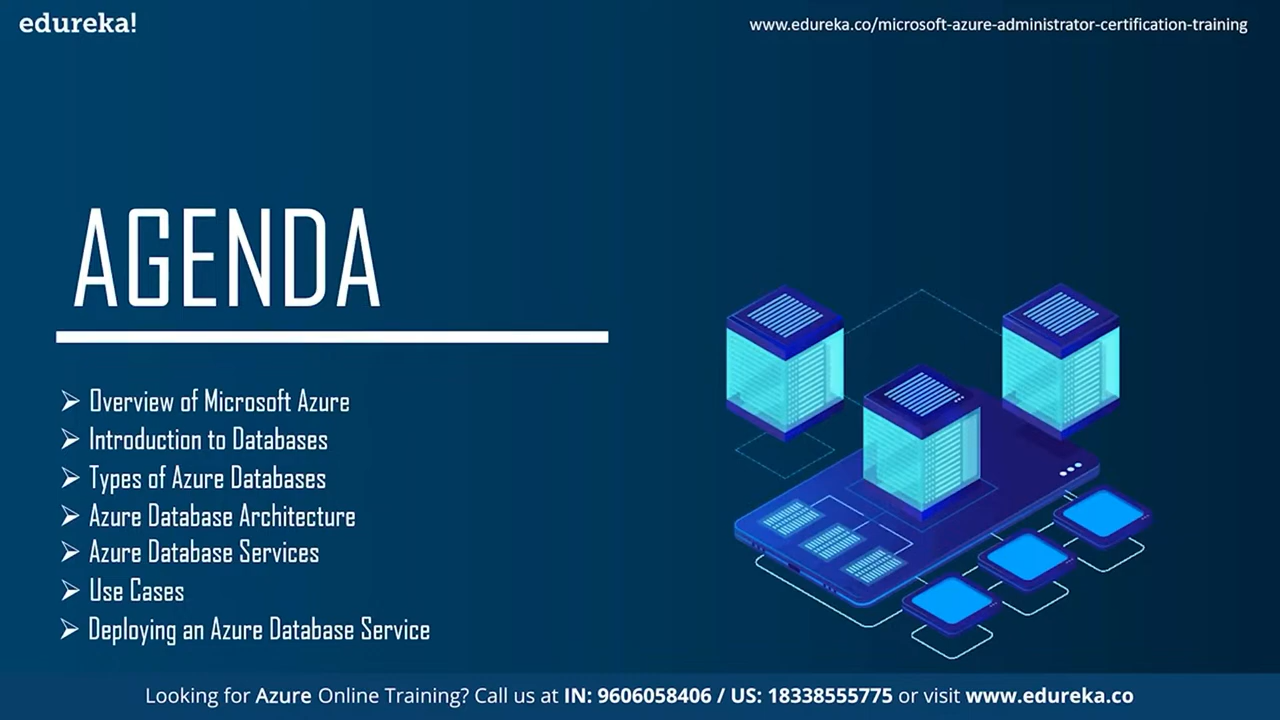 edureka!
www.edureka.co/microsoft-azure-administrator-certification-training
AGENDA
➢ Overview of Microsoft Azure
➢ Introduction to Databases
➢ Types of Azure Databases
➢ Azure Database Architecture
➢ Azure Database Services
➢ Use Cases
➢ Deploying an Azure Database Service
Looking for Azure Online Training? Call us at IN: 9606058406 / US: 18338555775 or visit www.edureka.co